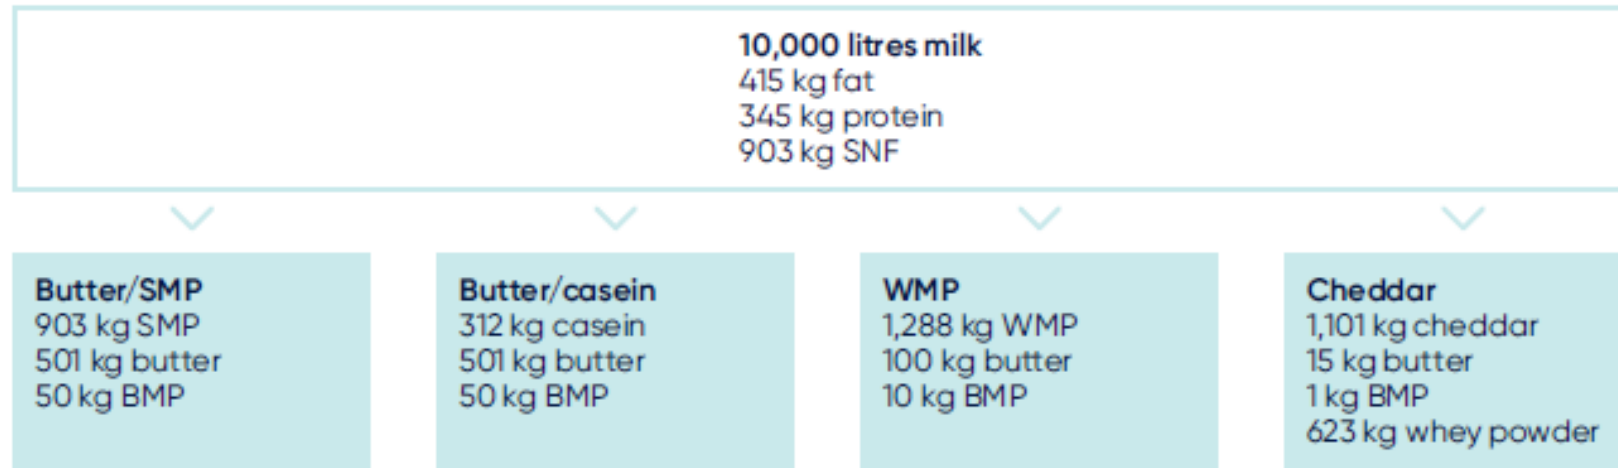 10,000 litres milk
415 kg fat
345 kg protein
903 kg SNF
Butter/SMP
903 kg SMP
501 kg butter
50 kg BMP
Butter/casein
312 kg casein
501 kg butter
50 kg BMP
WMP
1,288 kg WMP
100 kg butter
10 kg BMP
Cheddar
1,101 kg cheddar
15 kg butter
1 kg BMP
623 kg whey powder